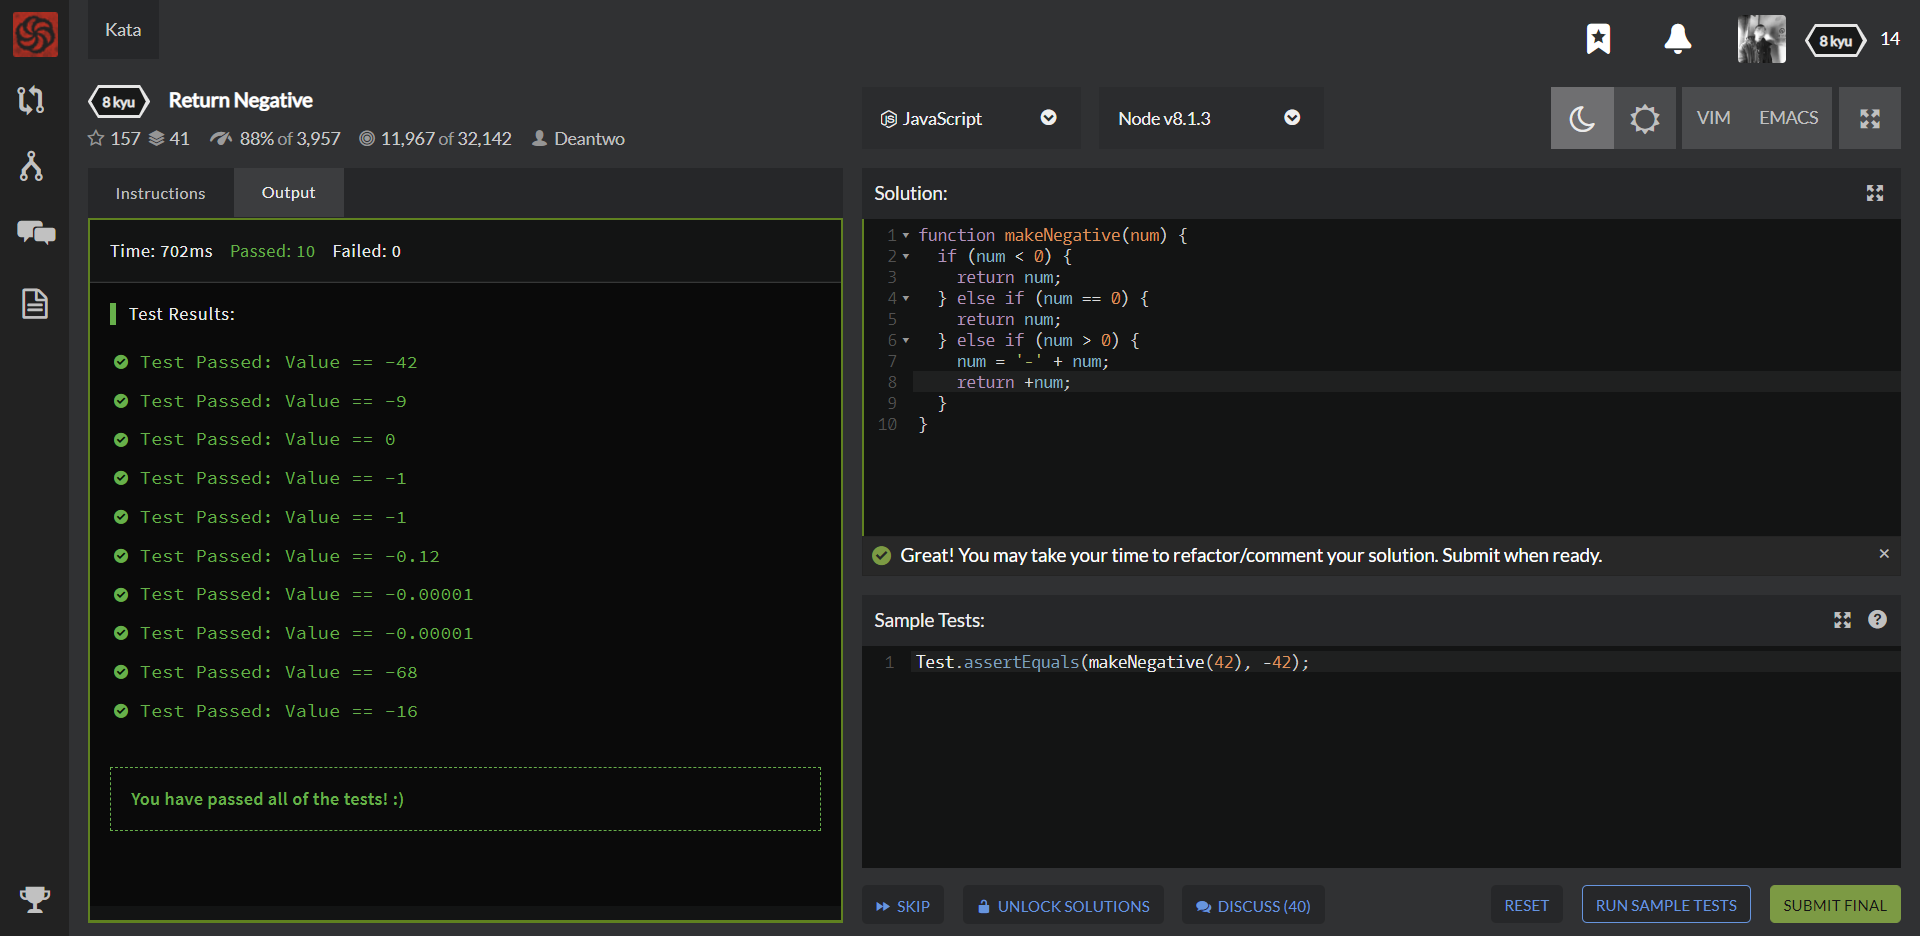 Kata
8 kyu 14
8 kyu Return Negative
157 41 88% of 3,957 11,967 of 32,142 Deantwo
JavaScript
Node v8.1.3
VIM EMACS
Instructions Output
Time: 702ms Passed: 10 Failed: 0
Test Results:
Test Passed: Value == -42
Test Passed: Value == -9
Test Passed: Value == 0
Test Passed: Value == -1
Test Passed: Value == -1
Test Passed: Value == -0.12
Test Passed: Value == -0.00001
Test Passed: Value == -0.00001
Test Passed: Value == -68
Test Passed: Value == -16
You have passed all of the tests! :)
Solution:
1 function makeNegative(num) {
2 if (num < 0) {
3 return num;
4 } else if (num == 0) {
5 return num;
6 } else if (num > 0) {
7 num = '-' + num;
8 return +num;
9 }
10 }
Great! You may take your time to refactor/comment your solution. Submit when ready.
Sample Tests:
1 Test.assertEquals(makeNegative(42), -42);
SKIP UNLOCK SOLUTIONS DISCUSS (40) RESET RUN SAMPLE TESTS SUBMIT FINAL